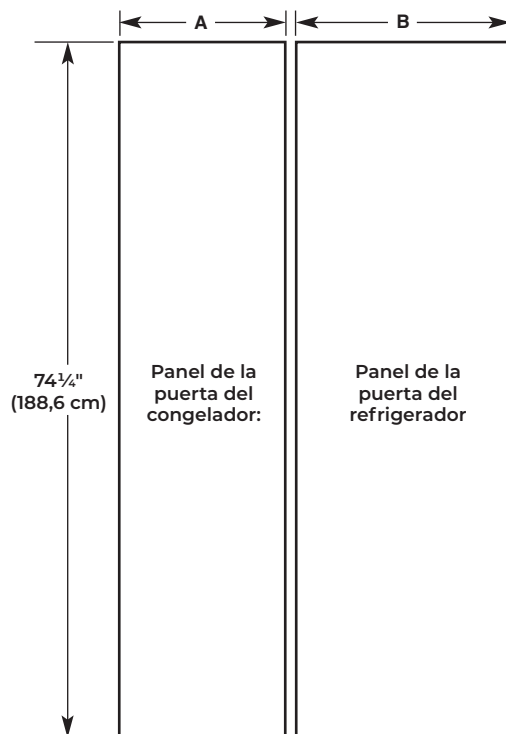 A
B
74¼"
(188,6 cm)
Panel de la
puerta del
congelador:
Panel de la
puerta del
refrigerador